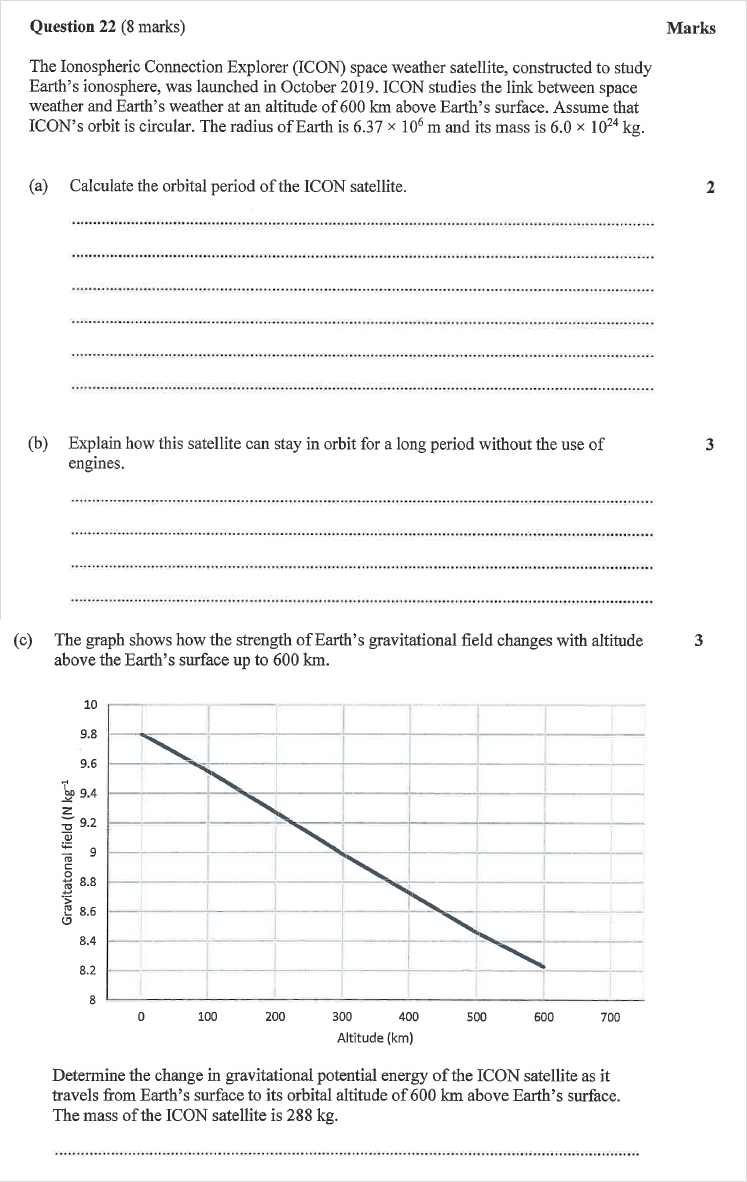 Question 22 (8 marks)
Marks
The Ionospheric Connection Explorer (ICON) space weather satellite, constructed to study
Earth's ionosphere, was launched in October 2019. ICON studies the link between space
weather and Earth's weather at an altitude of 600 km above Earth's surface. Assume that
ICON's orbit is circular. The radius of Earth is 6.37 × 10⁶ m and its mass is 6.0 × 10²⁴ kg.
(a) Calculate the orbital period of the ICON satellite. 2
(b) Explain how this satellite can stay in orbit for a long period without the use of 3
engines.
(c) The graph shows how the strength of Earth's gravitational field changes with altitude 3
above the Earth's surface up to 600 km.
Gravitatonal field (N kg⁻¹
10
9.8
9.6
9.4
9.2
9
8.8
8.6
8.4
8.2
8
0 100 200 300 400 500 600 700
Altitude (km)
Determine the change in gravitational potential energy of the ICON satellite as it
travels from Earth's surface to its orbital altitude of 600 km above Earth's surface.
The mass of the ICON satellite is 288 kg.